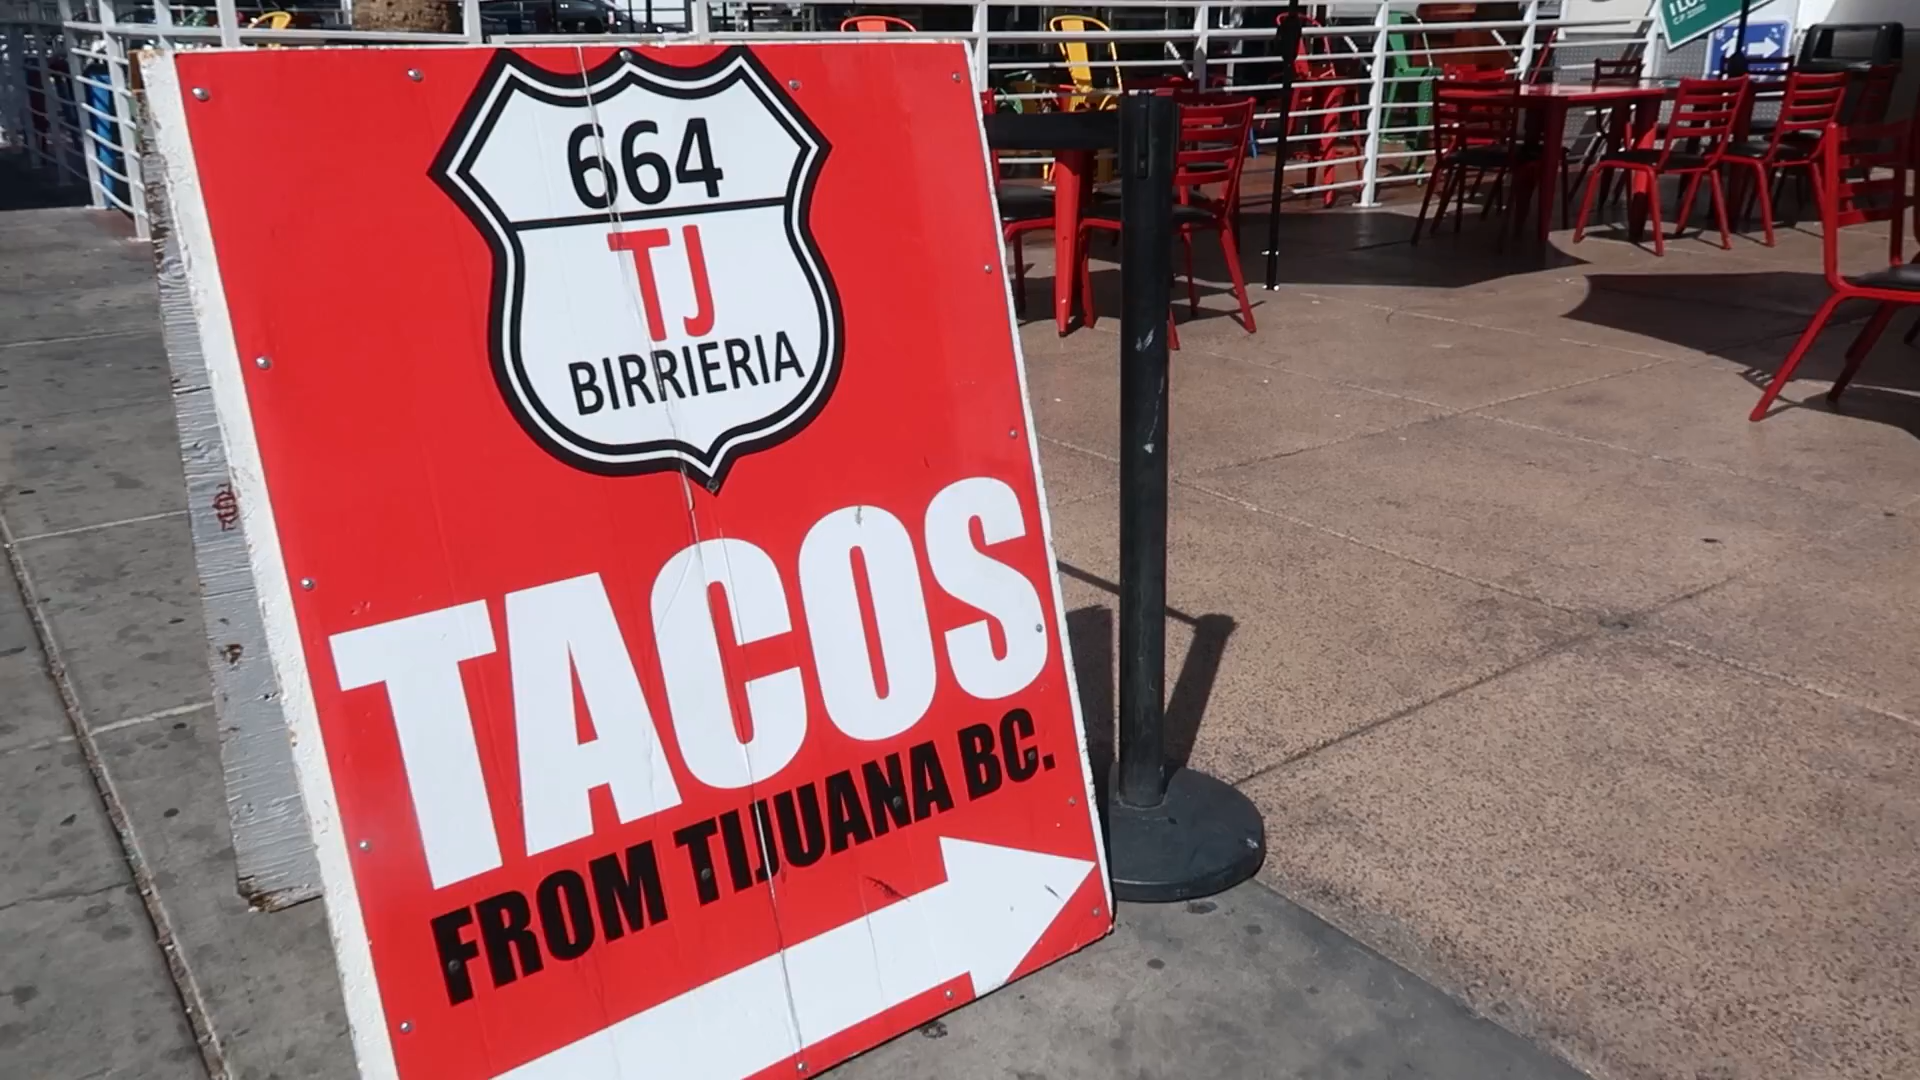 664
TJ
BIRRIERIA
TACOS
FROM TIJUANA BC.